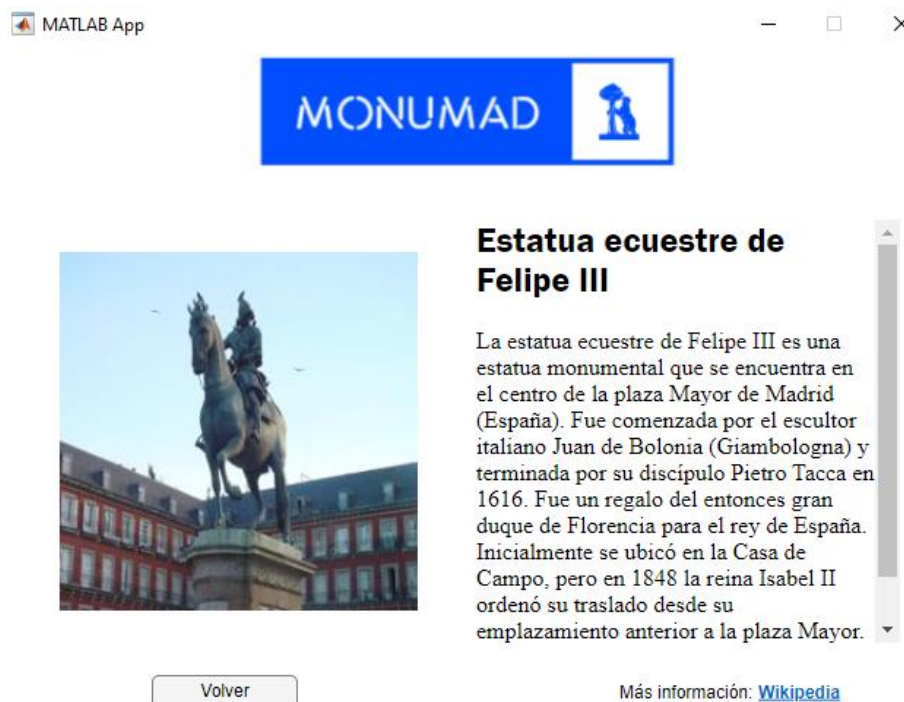 MATLAB App
MONUMAD
Estatua ecuestre de
Felipe III
La estatua ecuestre de Felipe III es una
estatua monumental que se encuentra en
el centro de la plaza Mayor de Madrid
(España). Fue comenzada por el escultor
italiano Juan de Bolonia (Giambologna) y
terminada por su discípulo Pietro Tacca en
1616. Fue un regalo del entonces gran
duque de Florencia para el rey de España.
Inicialmente se ubicó en la Casa de
Campo, pero en 1848 la reina Isabel II
ordenó su traslado desde su
emplazamiento anterior a la plaza Mayor.
Volver
Más información: Wikipedia